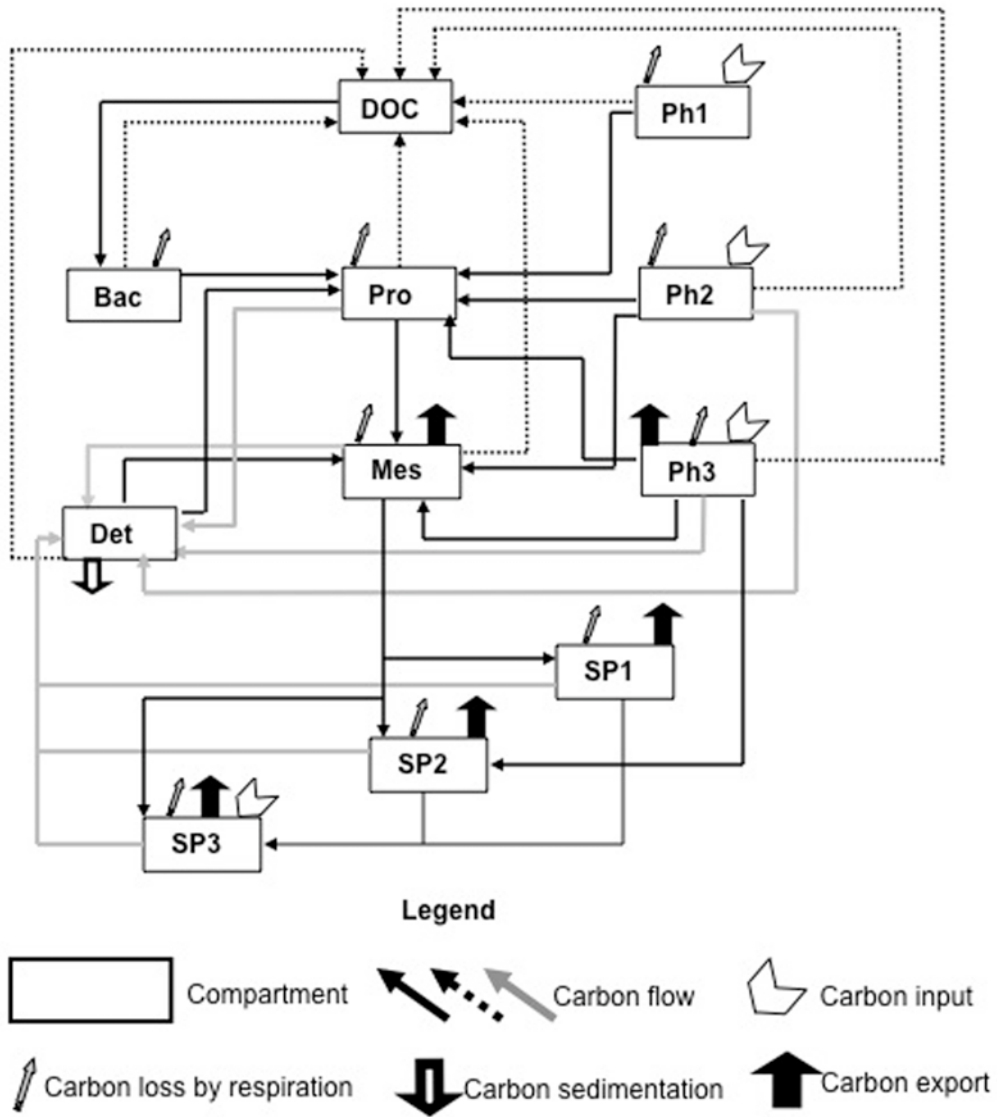 DOC
Ph1
Bac
Pro
Ph2
Mes
Ph3
Det
SP1
SP2
SP3
Legend
Compartment
Carbon flow
Carbon input
Carbon loss by respiration
Carbon sedimentation
Carbon export